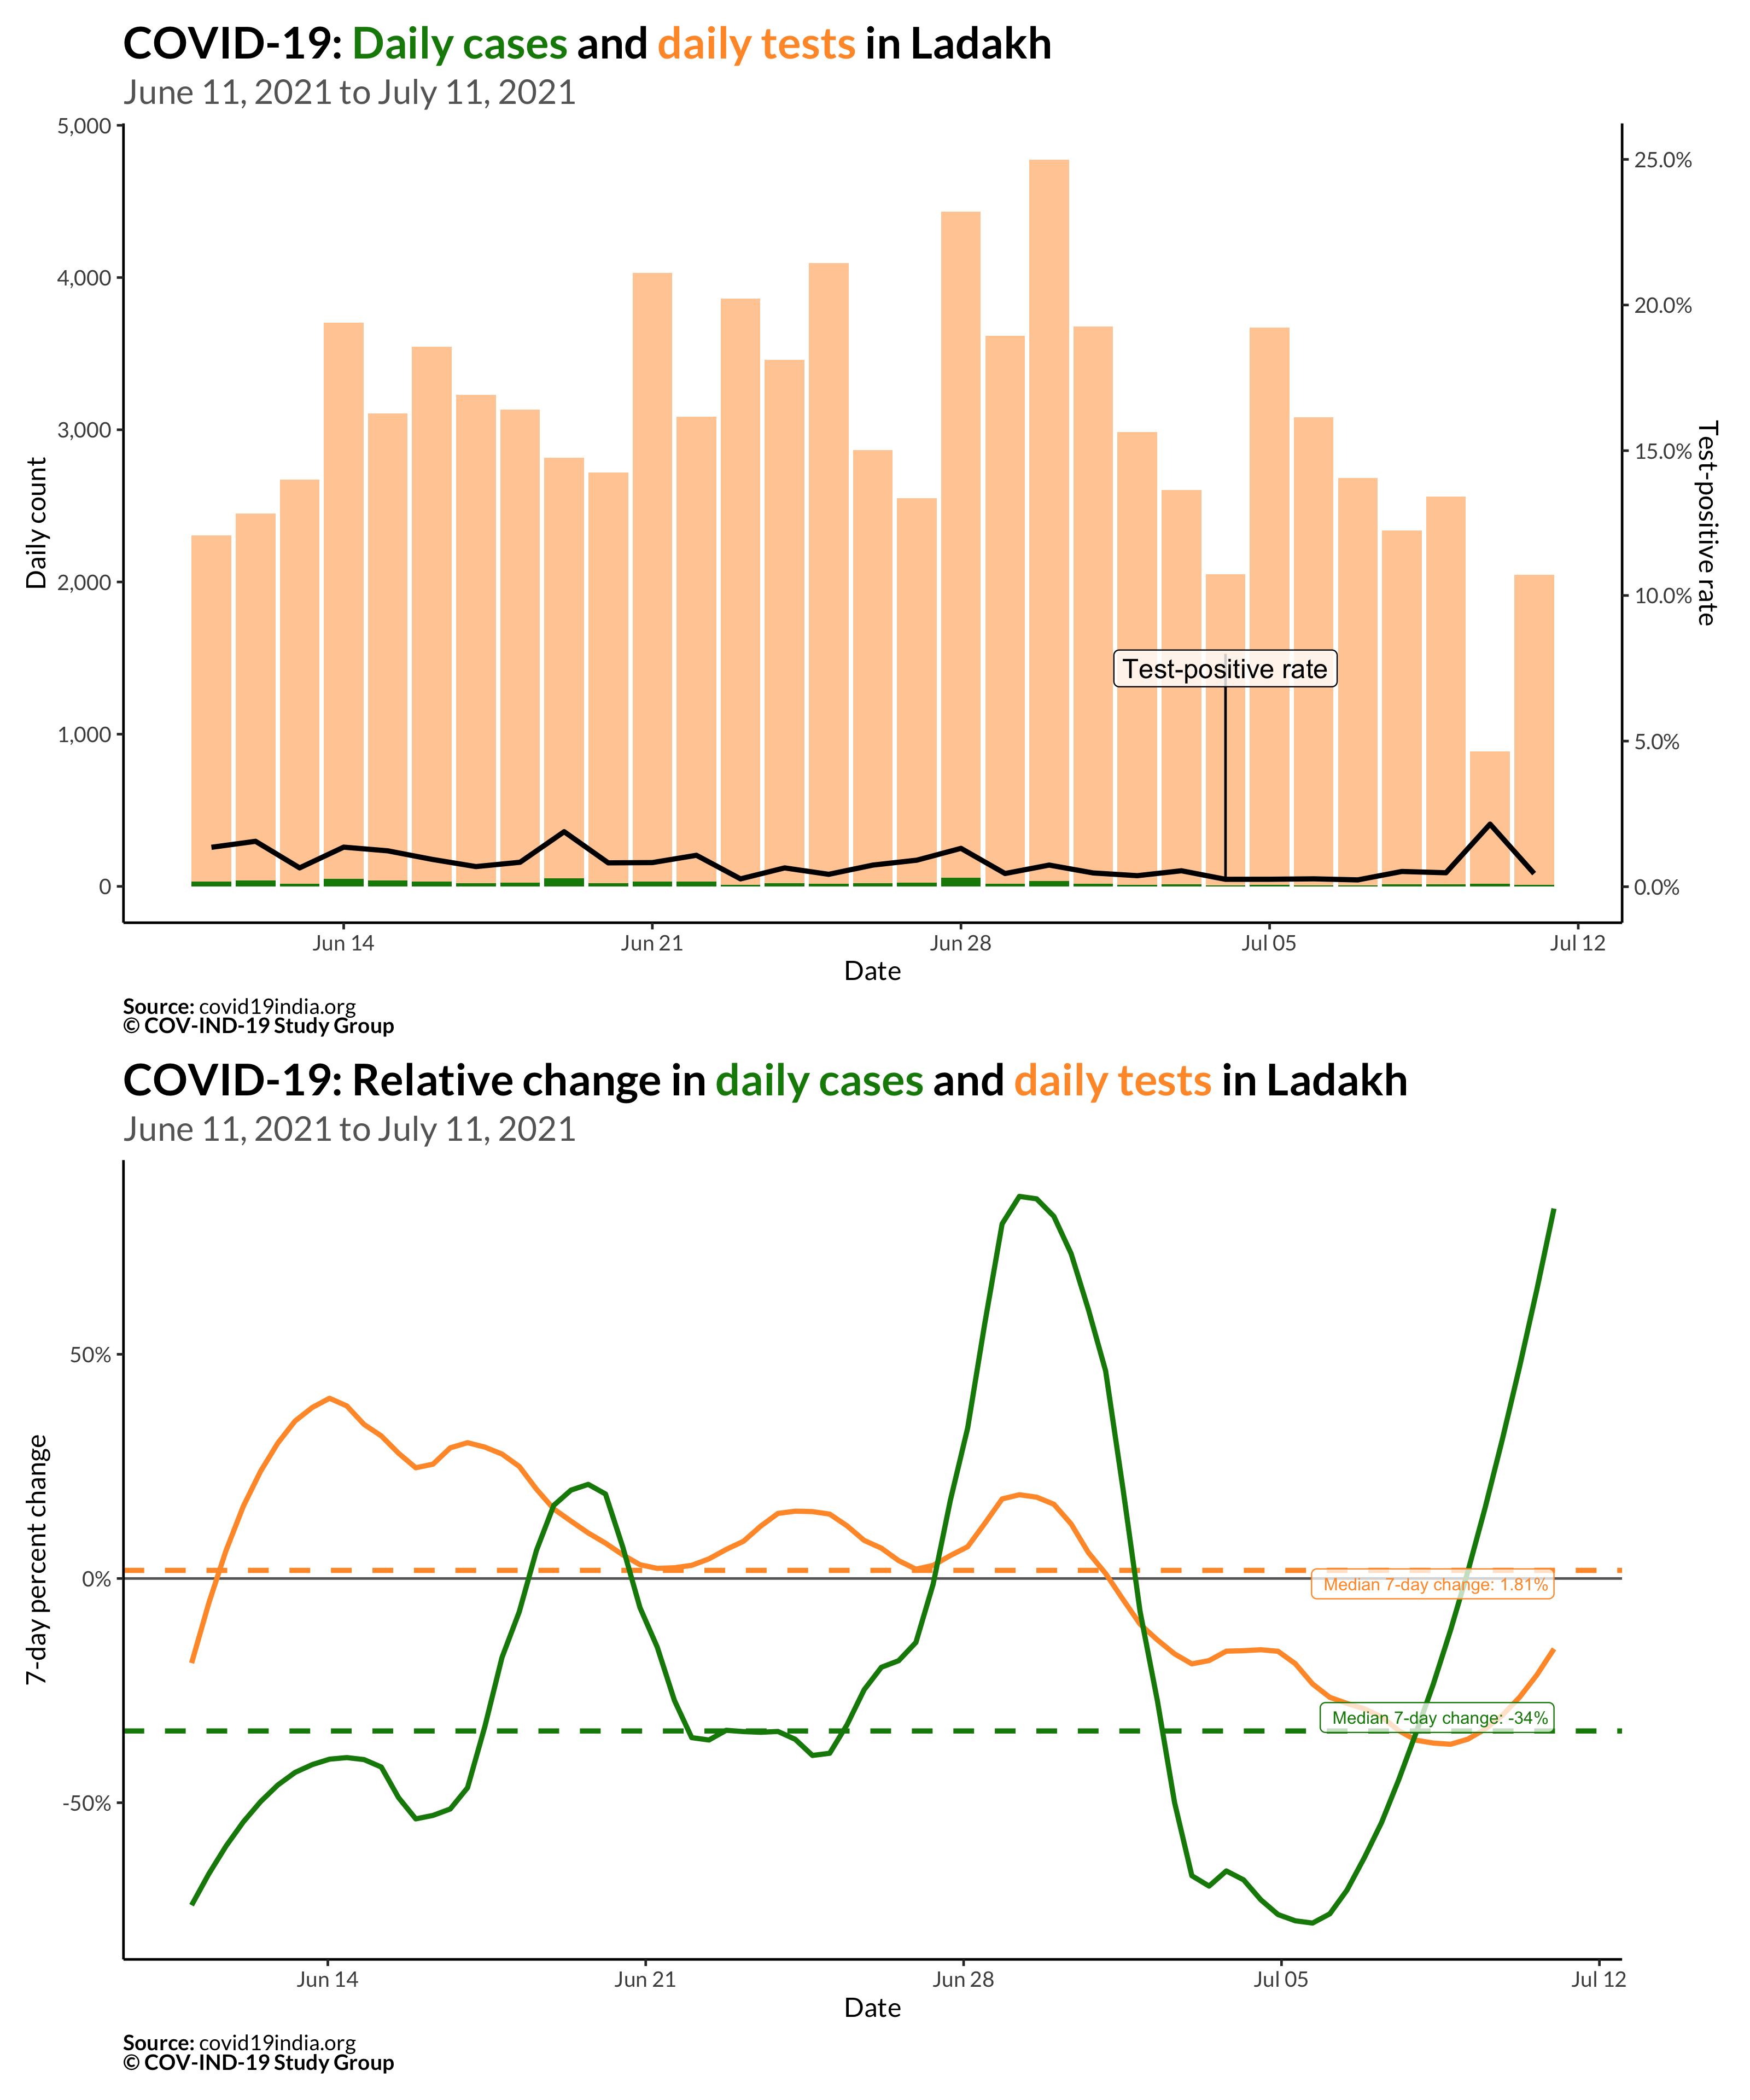 COVID-19: Daily cases and daily tests in Ladakh
June 11, 2021 to July 11, 2021
5,000
4,000
3,000
2,000
1,000
0
Daily count
25.0%
20.0%
15.0%
10.0%
5.0%
0.0%
Test-positive rate
Test-positive rate
Jun 14
Jun 21
Jun 28
Jul 05
Jul 12
Date
Source: covid19india.org
© COV-IND-19 Study Group
COVID-19: Relative change in daily cases and daily tests in Ladakh
June 11, 2021 to July 11, 2021
50%
0%
-50%
7-day percent change
Median 7-day change: 1.81%
Median 7-day change: -34%
Jun 14
Jun 21
Jun 28
Jul 05
Jul 12
Date
Source: covid19india.org
© COV-IND-19 Study Group